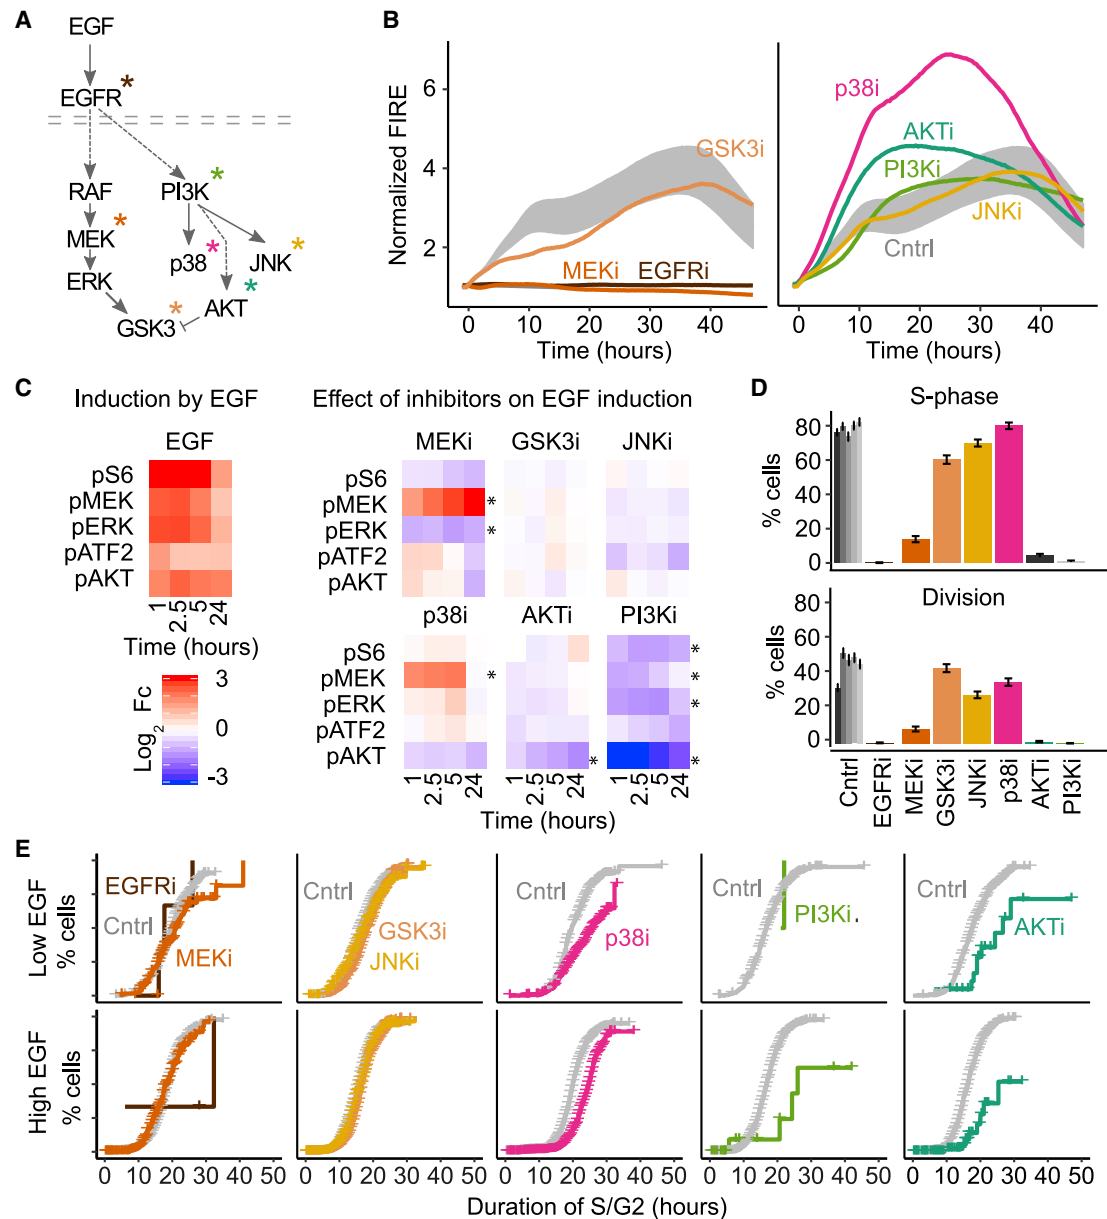 A
EGF
EGFR *
RAF
PI3K *
MEK *
p38 *
JNK *
ERK
AKT *
GSK3 *
B
Normalized FIRE
6
4
2
GSK3i
MEKi
EGFRi
0
10
20
30
40
Time (hours)
p38i
AKTi
PI3Ki
JNKi
Cntrl
0
10
20
30
40
Time (hours)
C
Induction by EGF
EGF
pS6
pMEK
pERK
pATF2
pAKT
1
2.5
5
24
Time (hours)
Log2 Fc
3
0
-3
Effect of inhibitors on EGF induction
MEKi
GSK3i
JNKi
pS6
pMEK
*
pERK
*
pATF2
pAKT
p38i
AKTi
PI3Ki
pS6
*
pMEK
*
*
pERK
*
pATF2
pAKT
*
*
1
2.5
5
24
1
2.5
5
24
1
2.5
5
24
Time (hours)
D
S-phase
% cells
80
60
40
20
0
Division
% cells
80
60
40
20
0
Cntrl
EGFRi
MEKi
GSK3i
JNKi
p38i
AKTi
PI3Ki
E
Low EGF
% cells
EGFRi
Cntrl
MEKi
Cntrl
GSK3i
JNKi
Cntrl
p38i
Cntrl
PI3Ki
Cntrl
AKTi
High EGF
% cells
0 10 20 30 40 50
0 10 20 30 40 50
0 10 20 30 40 50
0 10 20 30 40 50
0 10 20 30 40 50
Duration of S/G2 (hours)